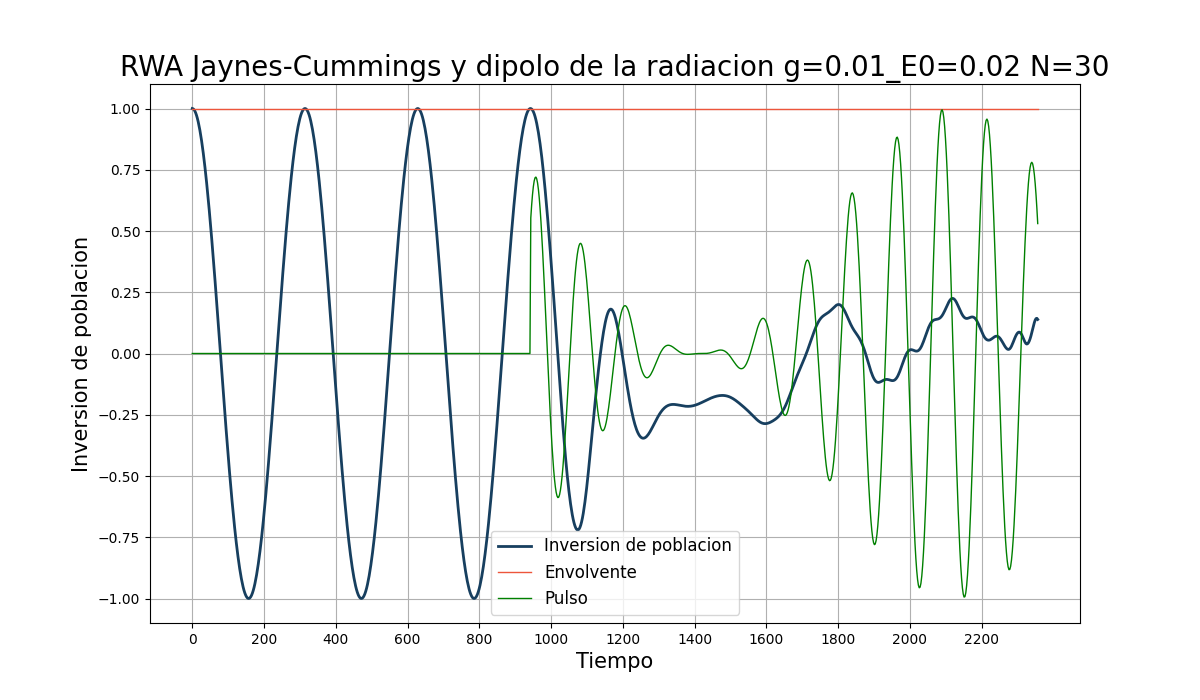 RWA Jaynes-Cummings y dipolo de la radiacion g=0.01_E0=0.02 N=30
1.00
0.75
0.50
0.25
0.00
−0.25
−0.50
−0.75
−1.00
Inversion de poblacion
Inversion de poblacion
Envolvente
Pulso
0 200 400 600 800 1000 1200 1400 1600 1800 2000 2200
Tiempo